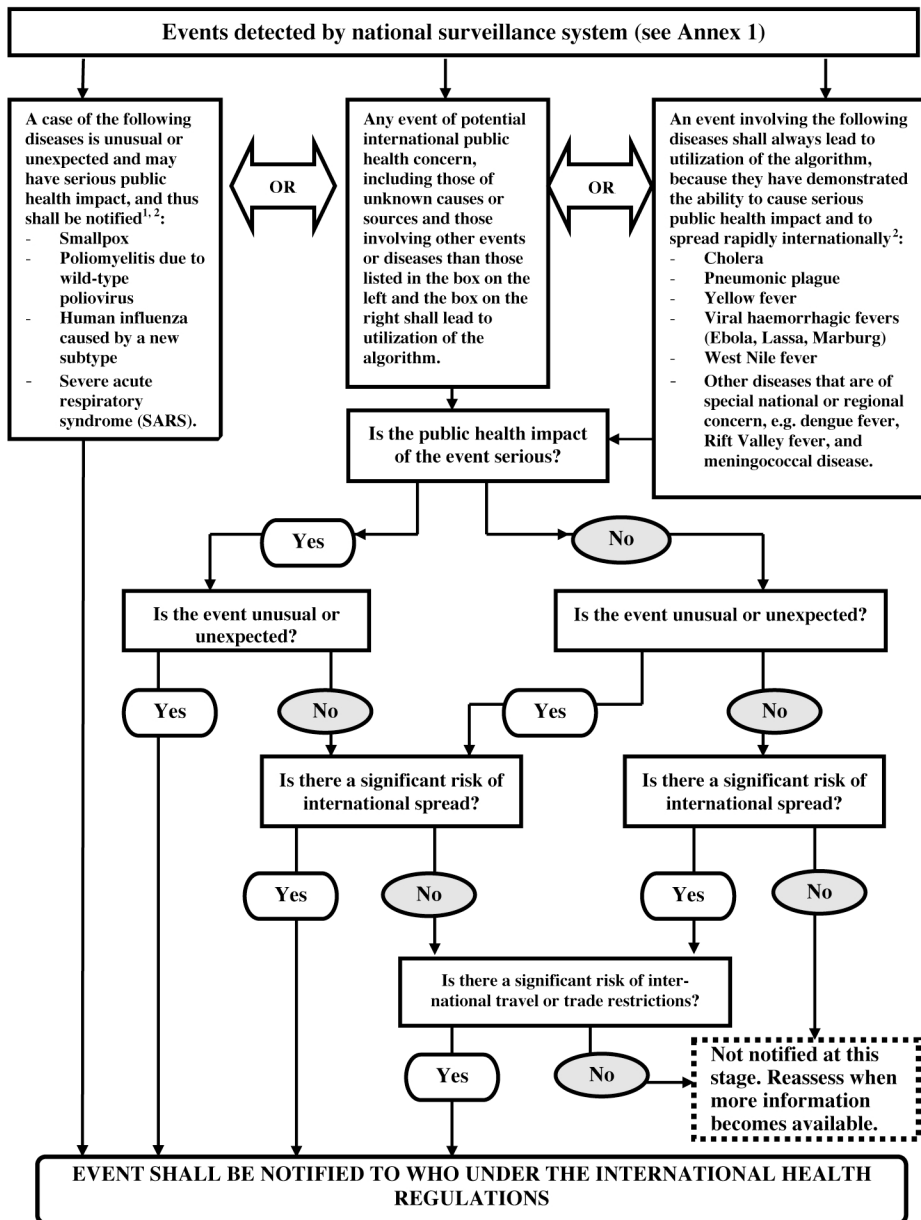 Events detected by national surveillance system (see Annex 1)
A case of the following
diseases is unusual or
unexpected and may
have serious public
health impact, and thus
shall be notified1, 2:
- Smallpox
- Poliomyelitis due to
wild-type
poliovirus
- Human influenza
caused by a new
subtype
- Severe acute
respiratory
syndrome (SARS).
OR
Any event of potential
international public
health concern,
including those of
unknown causes or
sources and those
involving other events
or diseases than those
listed in the box on the
left and the box on the
right shall lead to
utilization of the
algorithm.
OR
An event involving the following
diseases shall always lead to
utilization of the algorithm,
because they have demonstrated
the ability to cause serious
public health impact and to
spread rapidly internationally2:
- Cholera
- Pneumonic plague
- Yellow fever
- Viral haemorrhagic fevers
(Ebola, Lassa, Marburg)
- West Nile fever
- Other diseases that are of
special national or regional
concern, e.g. dengue fever,
Rift Valley fever, and
meningococcal disease.
Is the public health impact
of the event serious?
Yes
No
Is the event unusual or
unexpected?
Is the event unusual or unexpected?
Yes
No
Yes
No
Is there a significant risk of
international spread?
Is there a significant risk of
international spread?
Yes
No
Yes
No
Is there a significant risk of inter-
national travel or trade restrictions?
Yes
No
Not notified at this
stage. Reassess when
more information
becomes available.
EVENT SHALL BE NOTIFIED TO WHO UNDER THE INTERNATIONAL HEALTH
REGULATIONS